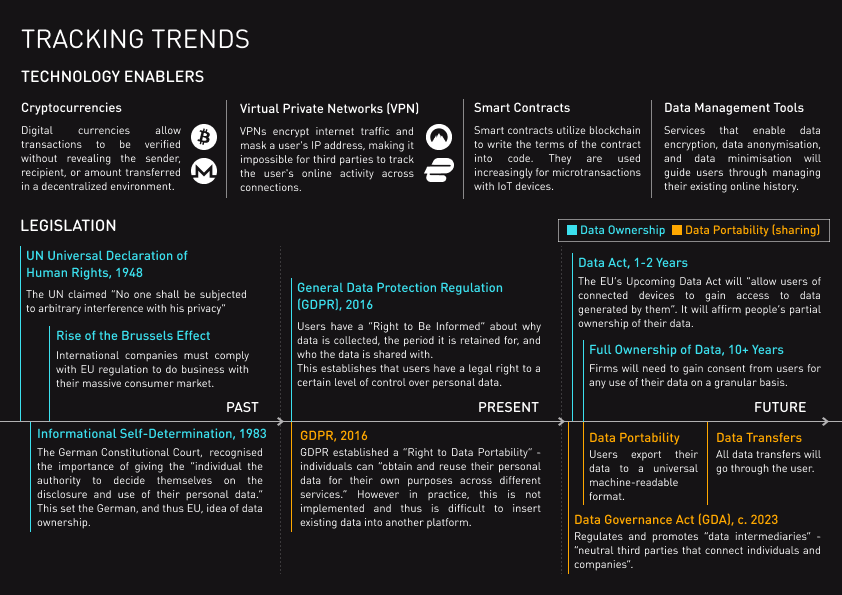 TRACKING TRENDS
TECHNOLOGY ENABLERS
Cryptocurrencies
Digital currencies allow
transactions to be verified
without revealing the sender,
recipient, or amount transferred
in a decentralized environment.
Virtual Private Networks (VPN)
VPNs encrypt internet traffic and
mask a user's IP address, making it
impossible for third parties to track
the user's online activity across
connections.
Smart Contracts
Smart contracts utilize blockchain
to write the terms of the contract
into code. They are used
increasingly for microtransactions
with IoT devices.
Data Management Tools
Services that enable data
encryption, data anonymisation,
and data minimisation will
guide users through managing
their existing online history.
LEGISLATION
Data Ownership
Data Portability (sharing)
UN Universal Declaration of
Human Rights, 1948
The UN claimed “No one shall be subjected
to arbitrary interference with his privacy”
Rise of the Brussels Effect
International companies must comply
with EU regulation to do business with
their massive consumer market.
PAST
Informational Self-Determination, 1983
The German Constitutional Court, recognised
the importance of giving the “individual the
authority to decide themselves on the
disclosure and use of their personal data.”
This set the German, and thus EU, idea of data
ownership.
General Data Protection Regulation
(GDPR), 2016
Users have a “Right to Be Informed” about why
data is collected, the period it is retained for, and
who the data is shared with.
This establishes that users have a legal right to a
certain level of control over personal data.
PRESENT
GDPR, 2016
GDPR established a “Right to Data Portability” -
individuals can “obtain and reuse their personal
data for their own purposes across different
services.” However in practice, this is not
implemented and thus is difficult to insert
existing data into another platform.
Data Act, 1-2 Years
The EU’s Upcoming Data Act will “allow users of
connected devices to gain access to data
generated by them”. It will affirm people’s partial
ownership of their data.
Full Ownership of Data, 10+ Years
Firms will need to gain consent from users for
any use of their data on a granular basis.
FUTURE
Data Portability
Users export their
data to a universal
machine-readable
format.
Data Transfers
All data transfers will
go through the user.
Data Governance Act (GDA), c. 2023
Regulates and promotes “data intermediaries” -
“neutral third parties that connect individuals and
companies”.